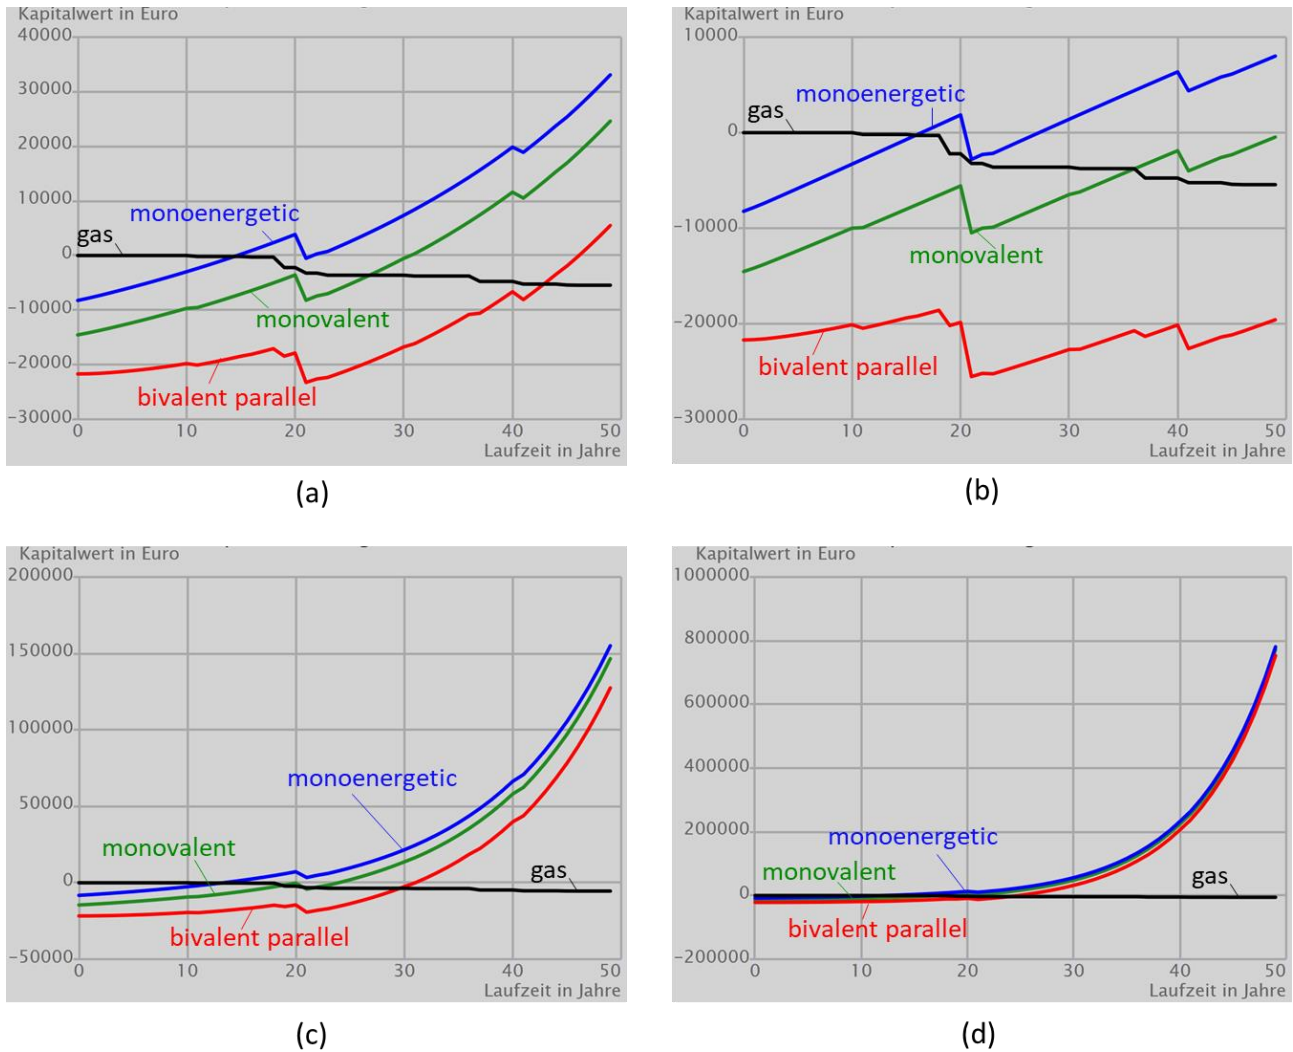 Kapitalwert in Euro
40000
30000
20000
10000
0
−10000
−20000
−30000
monoenergetic
gas
monovalent
bivalent parallel
0 10 20 30 40 50
Laufzeit in Jahre
(a)
Kapitalwert in Euro
10000
0
−10000
−20000
−30000
monoenergetic
gas
monovalent
bivalent parallel
0 10 20 30 40 50
Laufzeit in Jahre
(b)
Kapitalwert in Euro
200000
150000
100000
50000
0
−50000
monoenergetic
monovalent
gas
bivalent parallel
0 10 20 30 40 50
Laufzeit in Jahre
(c)
Kapitalwert in Euro
1000000
800000
600000
400000
200000
0
−200000
monoenergetic
monovalent
gas
bivalent parallel
0 10 20 30 40 50
Laufzeit in Jahre
(d)